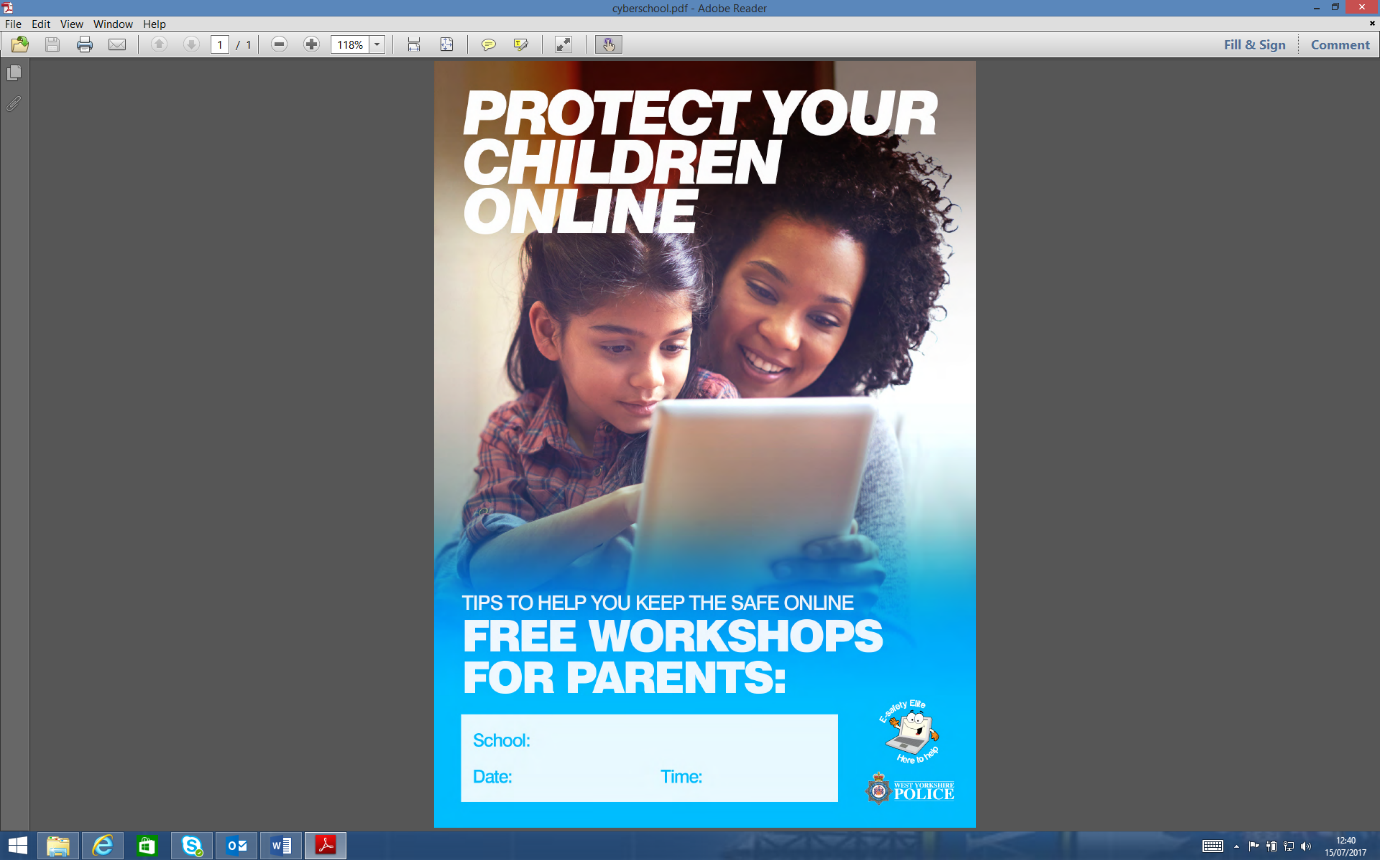 cyberschool.pdf - Adobe Reader
File Edit View Window Help
1 / 1 118% Fill & Sign Comment
PROTECT YOUR
CHILDREN
ONLINE
TIPS TO HELP YOU KEEP THE SAFE ONLINE
FREE WORKSHOPS
FOR PARENTS:
School:
Date: Time:
E-safety Elite
Here to help
WEST YORKSHIRE
POLICE
12:40
15/07/2017